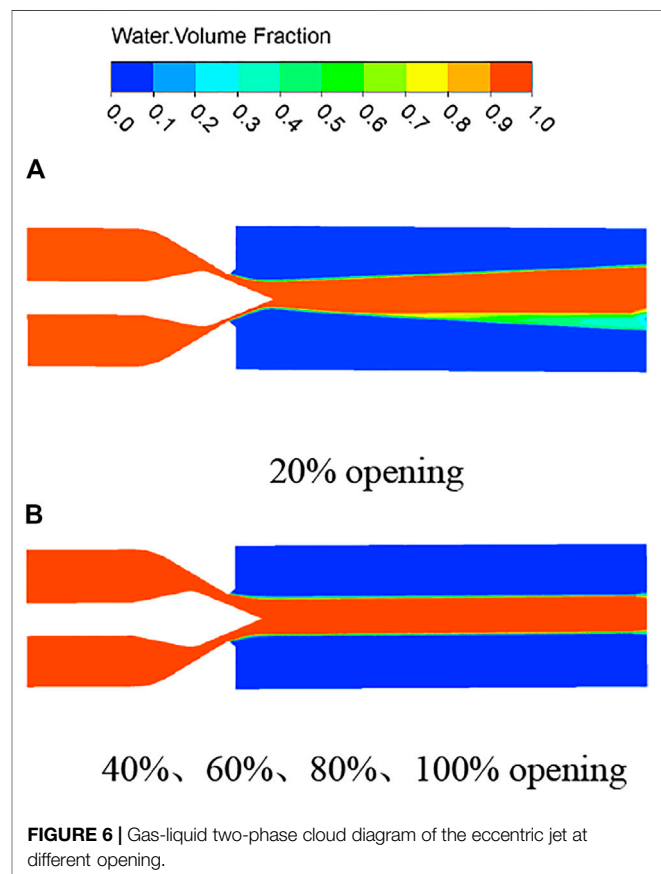 Water.Volume Fraction
0.0 0.1 0.2 0.3 0.4 0.5 0.6 0.7 0.8 0.9 1.0
A
20% opening
B
40%、60%、80%、100% opening
FIGURE 6 | Gas-liquid two-phase cloud diagram of the eccentric jet at
different opening.